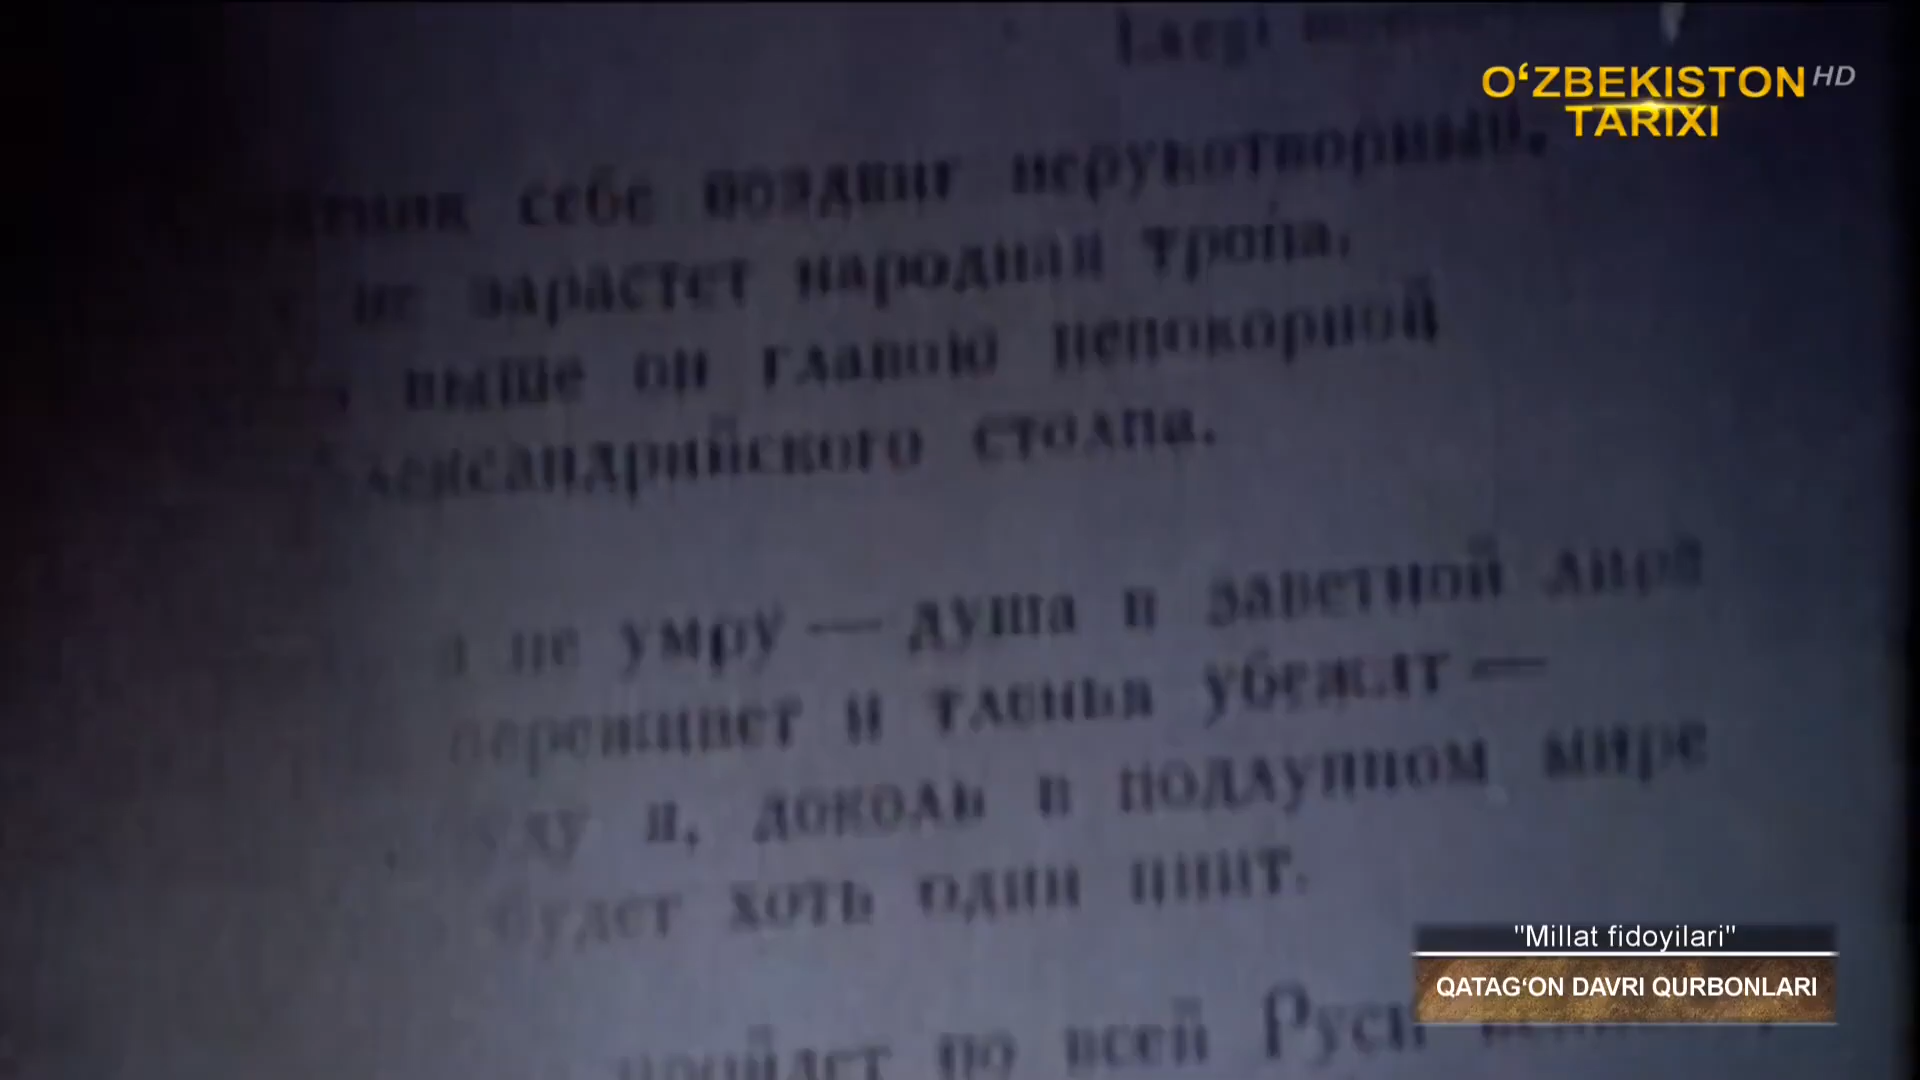 O‘ZBEKISTON HD
TARIXI
себе воздвиг нерукотворный,
не зарастет народная тропа.
выше он главою непокорной
Александрийского столпа.
я не умру — душа в заветной лире
переживет и тленья убежит —
буду я, доколь в подлунном мире
будет хоть один пиит.
пройдет по всей Руси
"Millat fidoyilari"
QATAG‘ON DAVRI QURBONLARI